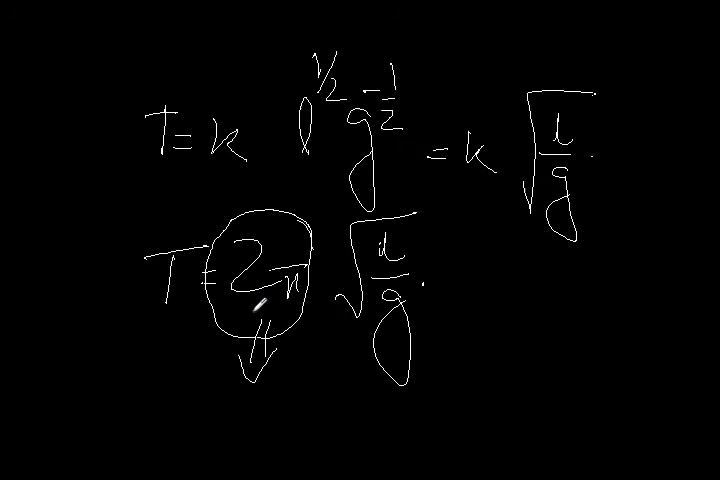 T = k l^{1/2} g^{-1/2} = k √(l/g).
T = 2π √(l/g).